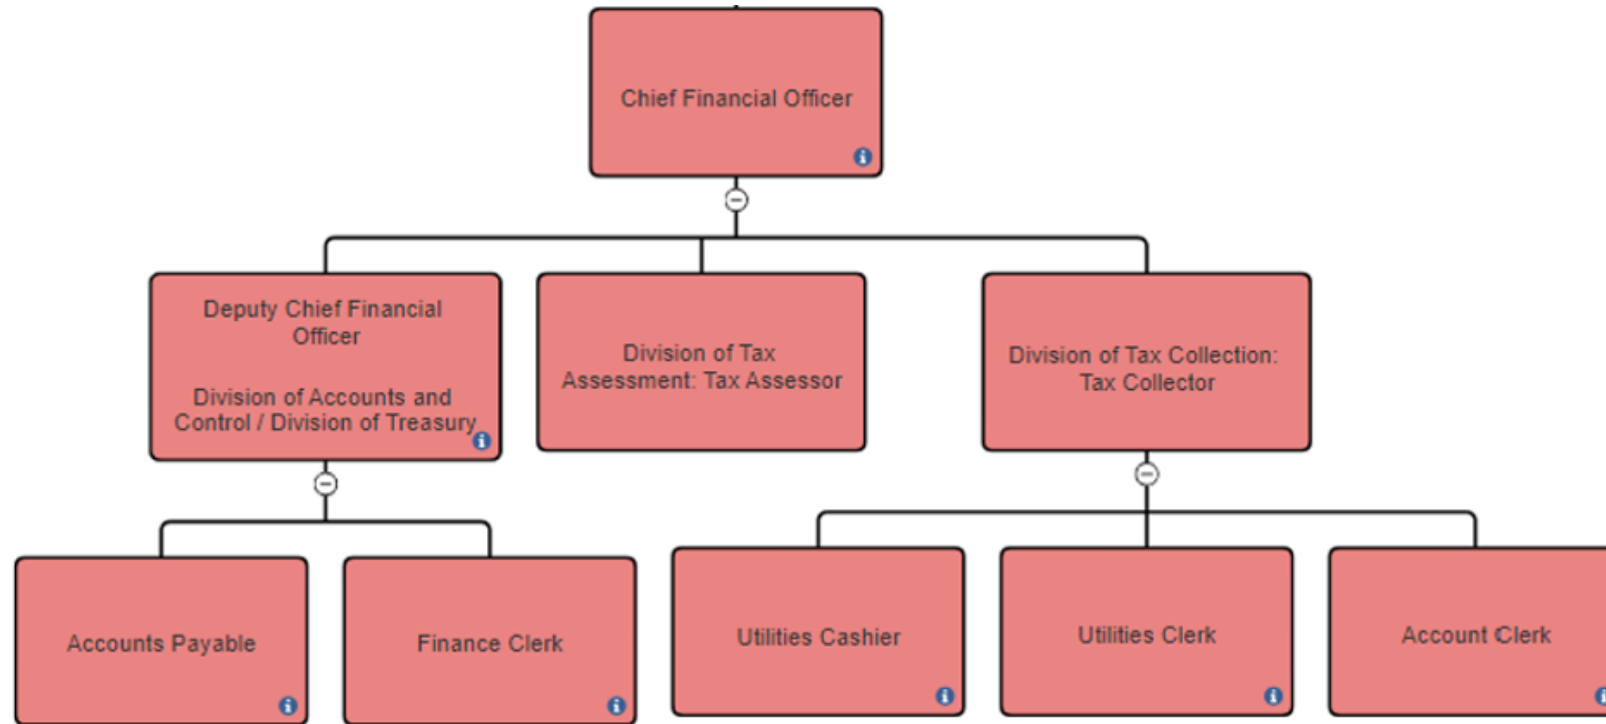 Chief Financial Officer
Deputy Chief Financial
Officer
Division of Accounts and
Control / Division of Treasury
Division of Tax
Assessment: Tax Assessor
Division of Tax Collection:
Tax Collector
Accounts Payable
Finance Clerk
Utilities Cashier
Utilities Clerk
Account Clerk